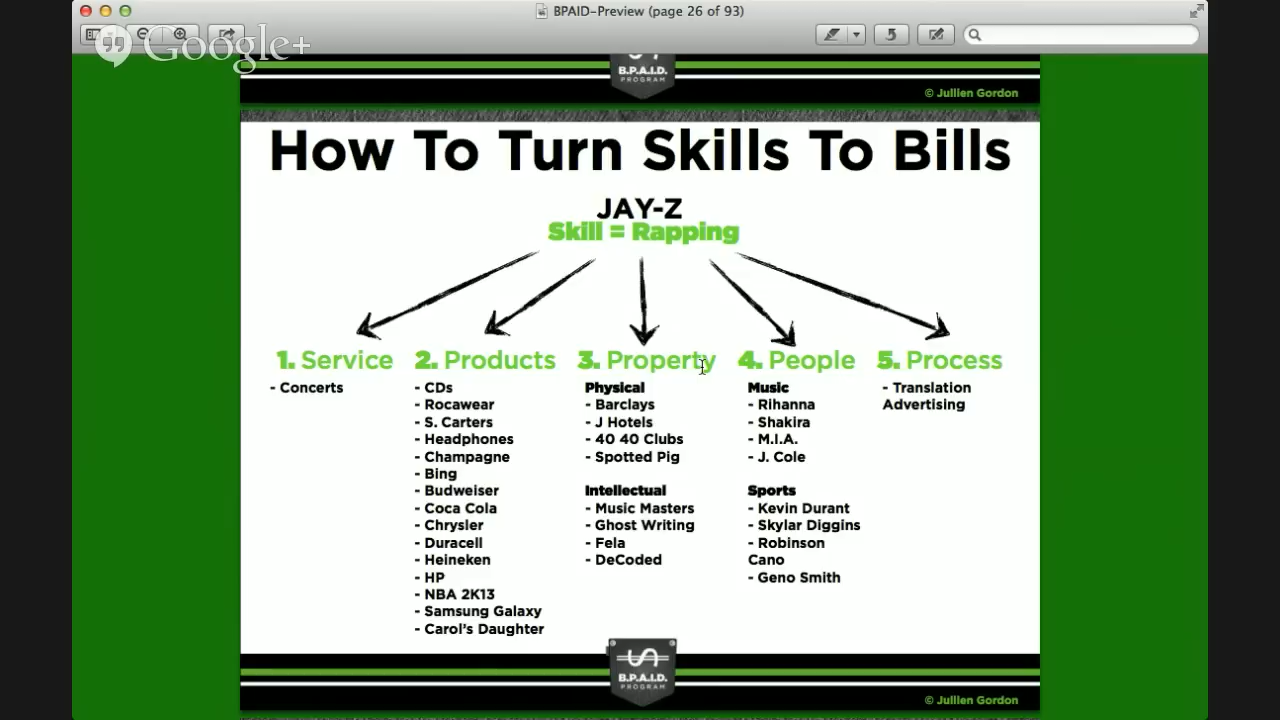 BPAID-Preview (page 26 of 93)
Google+
5
B.P.A.I.D.
PROGRAM
© Jullien Gordon
How To Turn Skills To Bills
JAY-Z
Skill = Rapping
1. Service
- Concerts
2. Products
- CDs
- Rocawear
- S. Carters
- Headphones
- Champagne
- Bing
- Budweiser
- Coca Cola
- Chrysler
- Duracell
- Heineken
- HP
- NBA 2K13
- Samsung Galaxy
- Carol's Daughter
3. Property
Physical
- Barclays
- J Hotels
- 40 40 Clubs
- Spotted Pig
Intellectual
- Music Masters
- Ghost Writing
- Fela
- DeCoded
4. People
Music
- Rihanna
- Shakira
- M.I.A.
- J. Cole
Sports
- Kevin Durant
- Skylar Diggins
- Robinson
Cano
- Geno Smith
5. Process
- Translation
Advertising
B.P.A.I.D.
PROGRAM
© Jullien Gordon